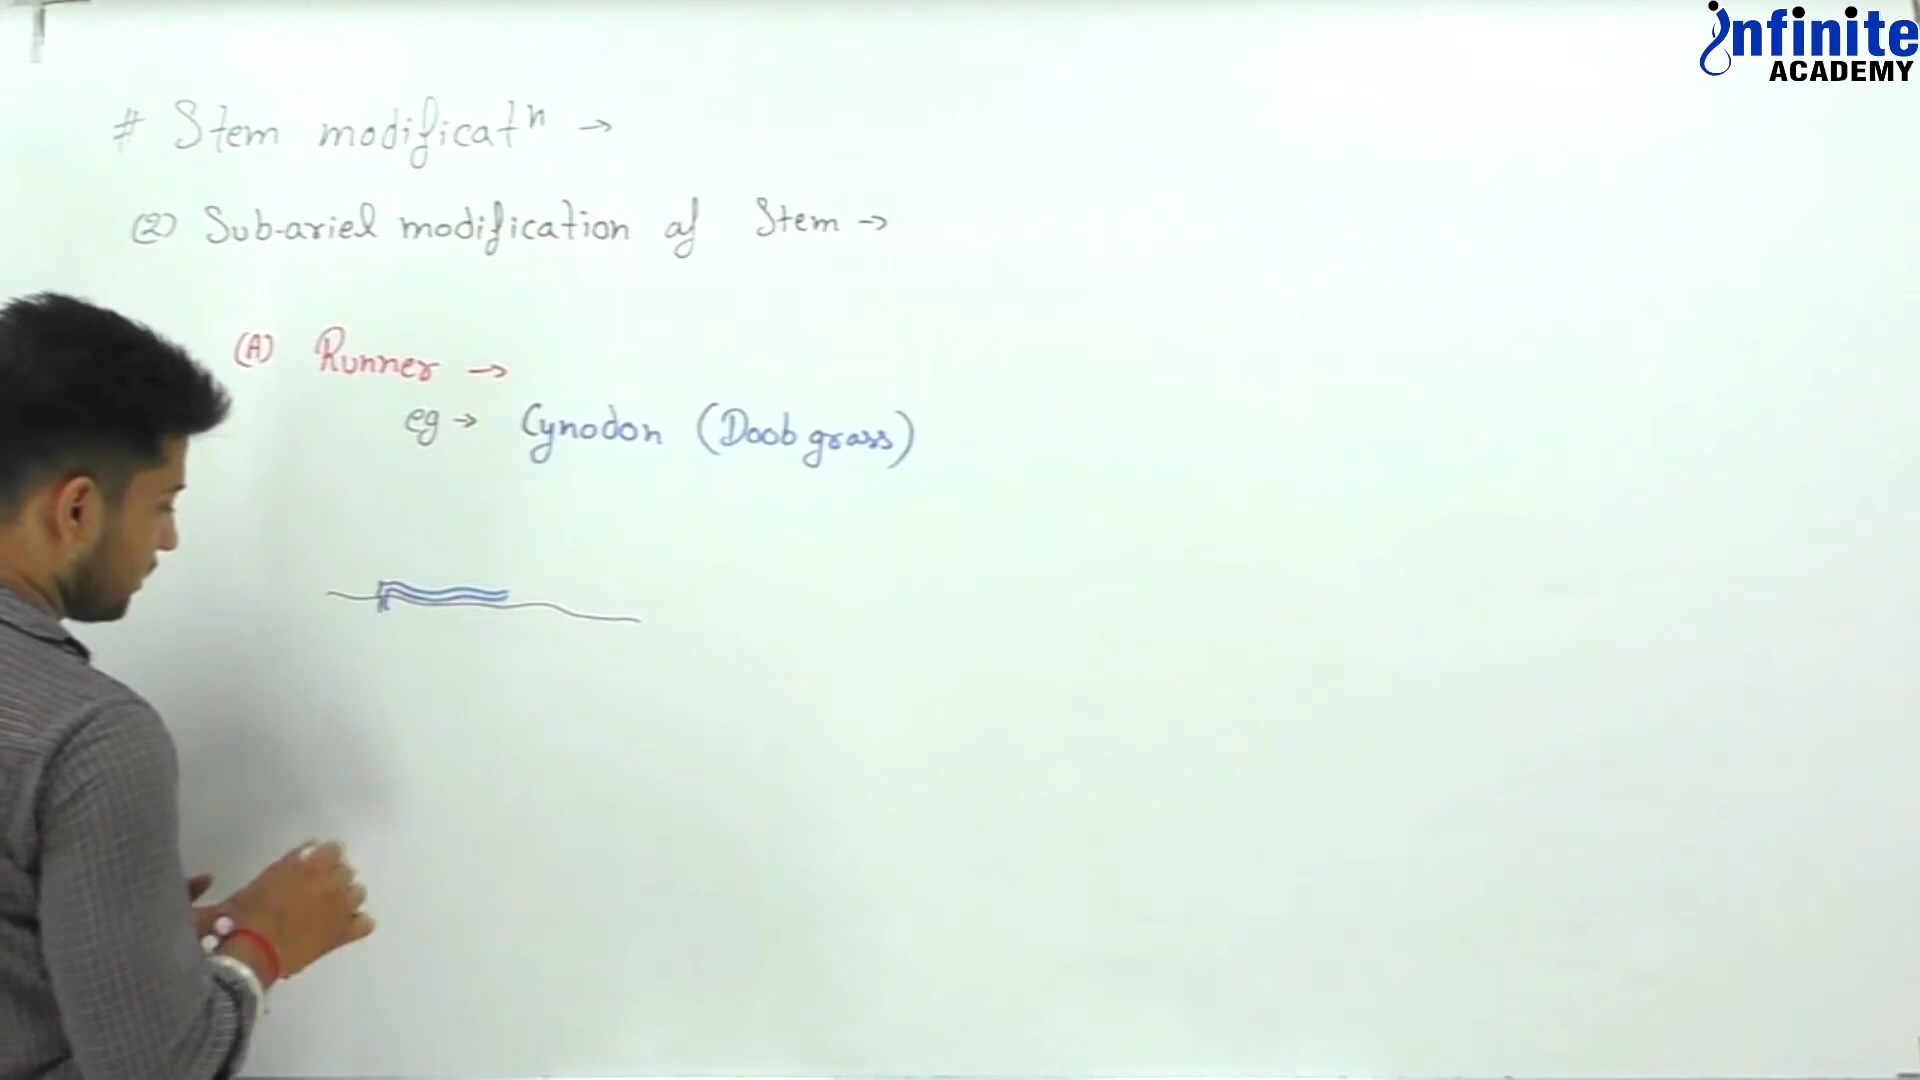 infinite
ACADEMY
# Stem modificatⁿ →
(2) Sub-ariel modification of Stem →
(A) Runner →
eg → Cynodon (Doob grass)